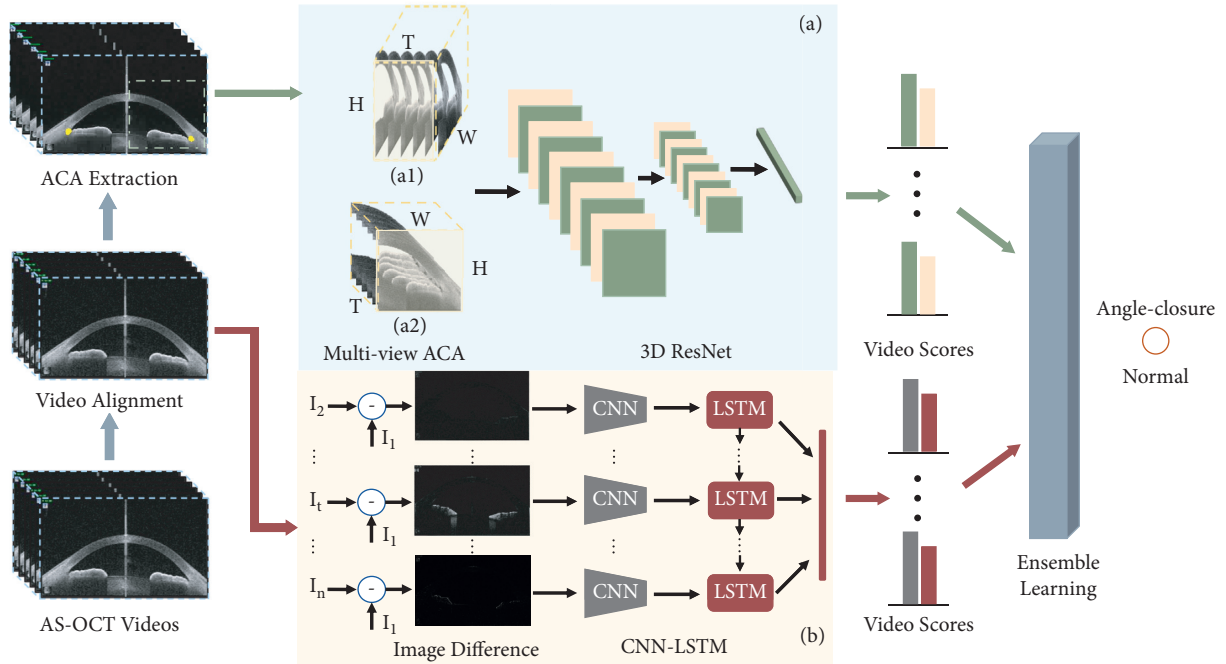 ACA Extraction
Video Alignment
AS-OCT Videos
(a)
T
H
W
(a1)
W
H
T
(a2)
Multi-view ACA
3D ResNet
I2
-
I1
CNN
LSTM
It
-
I1
CNN
LSTM
In
-
I1
CNN
LSTM
Image Difference
CNN-LSTM
(b)
Video Scores
Video Scores
Ensemble
Learning
Angle-closure
Normal